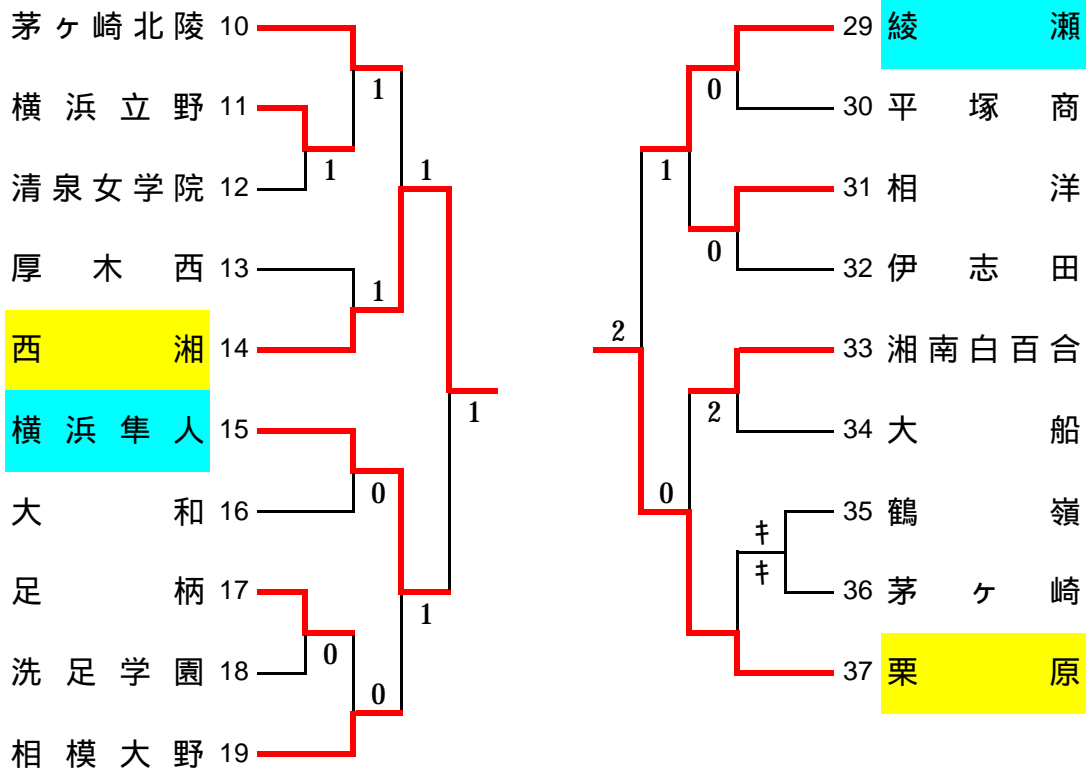 茅ヶ崎北陵 10
横浜立野 11
清泉女学院 12
厚木西 13
西湘 14
横浜隼人 15
大和 16
足柄 17
洗足学園 18
相模大野 19
1
1
1
1
1
0
1
0
0
29 綾瀬
30 平塚商
31 相洋
32 伊志田
33 湘南白百合
34 大船
35 鶴嶺
36 茅ヶ崎
37 栗原
0
1
0
2
2
0
キ
キ